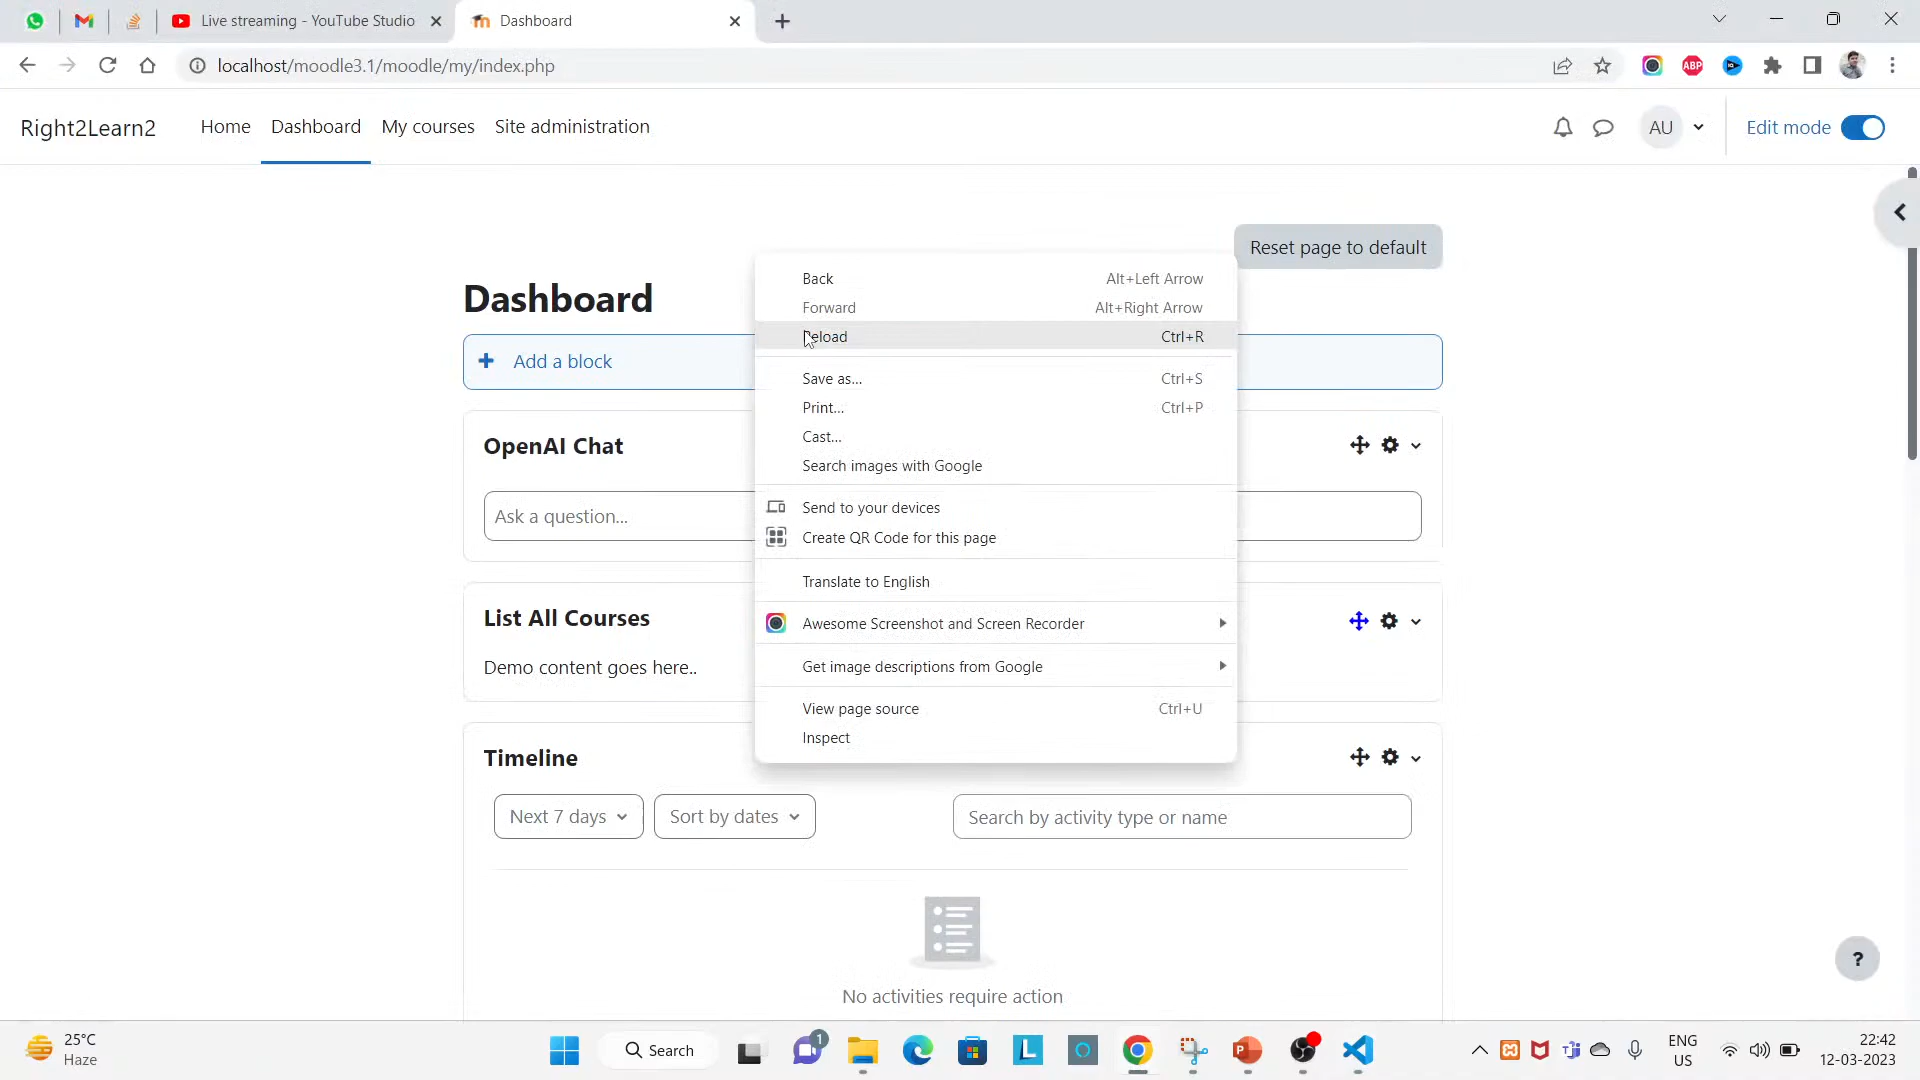 Live streaming - YouTube Studio
Dashboard
localhost/moodle3.1/moodle/my/index.php
ABP
Right2Learn2
Home
Dashboard
My courses
Site administration
AU
Edit mode
Reset page to default
Dashboard
Add a block
OpenAI Chat
Ask a question...
List All Courses
Demo content goes here..
Timeline
Next 7 days
Sort by dates
Search by activity type or name
No activities require action
Back Alt+Left Arrow
Forward Alt+Right Arrow
Reload Ctrl+R
Save as... Ctrl+S
Print... Ctrl+P
Cast...
Search images with Google
Send to your devices
Create QR Code for this page
Translate to English
Awesome Screenshot and Screen Recorder
Get image descriptions from Google
View page source Ctrl+U
Inspect
?
25°C
Haze
Search
1
ENG
US
22:42
12-03-2023